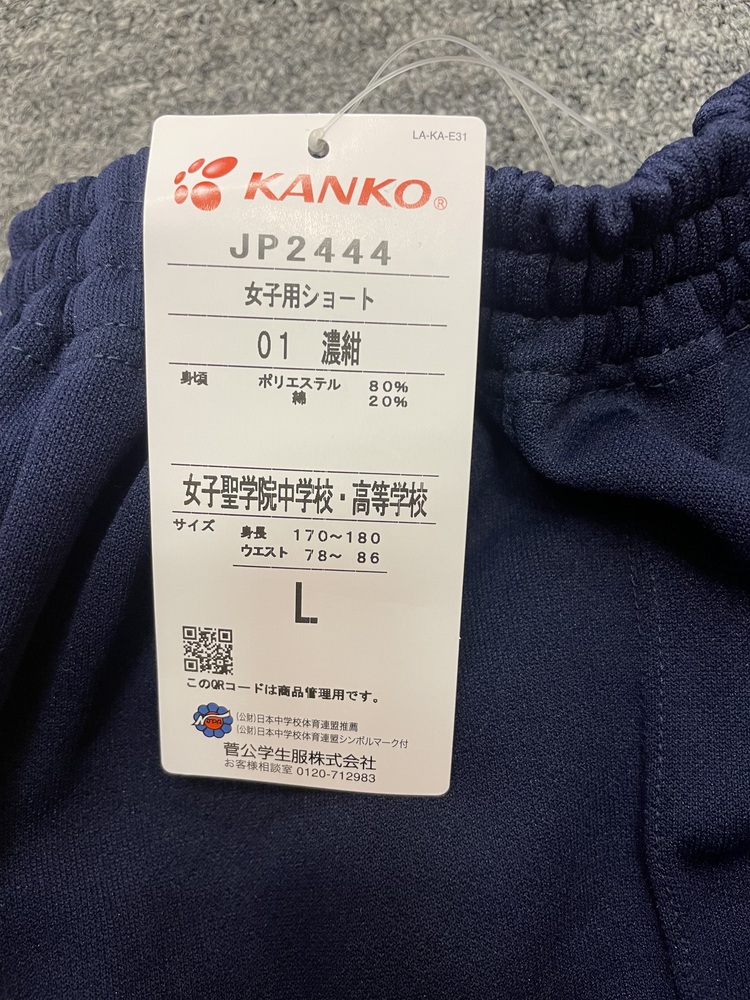 LA-KA-E31
KANKO®
JP2444
女子用ショート
01 濃紺
身頃 ポリエステル 80%
綿 20%
女子聖学院中学校・高等学校
サイズ 身長 170～180
ウエスト 78～ 86
L
このQRコードは商品管理用です。
(公財)日本中学校体育連盟推薦
(公財)日本中学校体育連盟シンボルマーク付
菅公学生服株式会社
お客様相談室 0120-712983